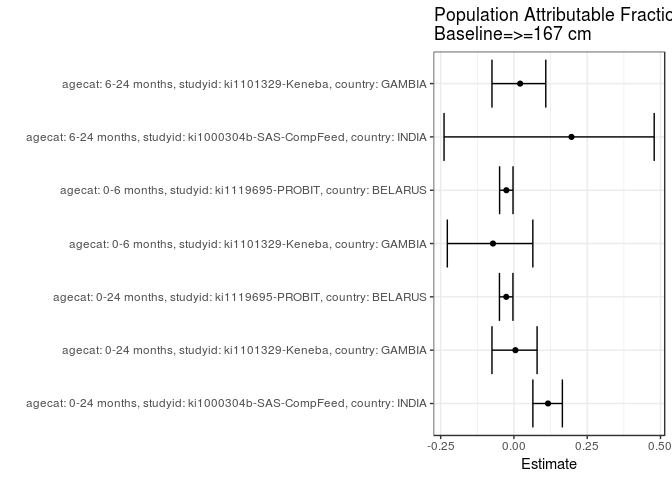 Population Attributable Fractio
Baseline=>=167 cm
agecat: 6-24 months, studyid: ki1101329-Keneba, country: GAMBIA
agecat: 6-24 months, studyid: ki1000304b-SAS-CompFeed, country: INDIA
agecat: 0-6 months, studyid: ki1119695-PROBIT, country: BELARUS
agecat: 0-6 months, studyid: ki1101329-Keneba, country: GAMBIA
agecat: 0-24 months, studyid: ki1119695-PROBIT, country: BELARUS
agecat: 0-24 months, studyid: ki1101329-Keneba, country: GAMBIA
agecat: 0-24 months, studyid: ki1000304b-SAS-CompFeed, country: INDIA
-0.25 0.00 0.25 0.50
Estimate